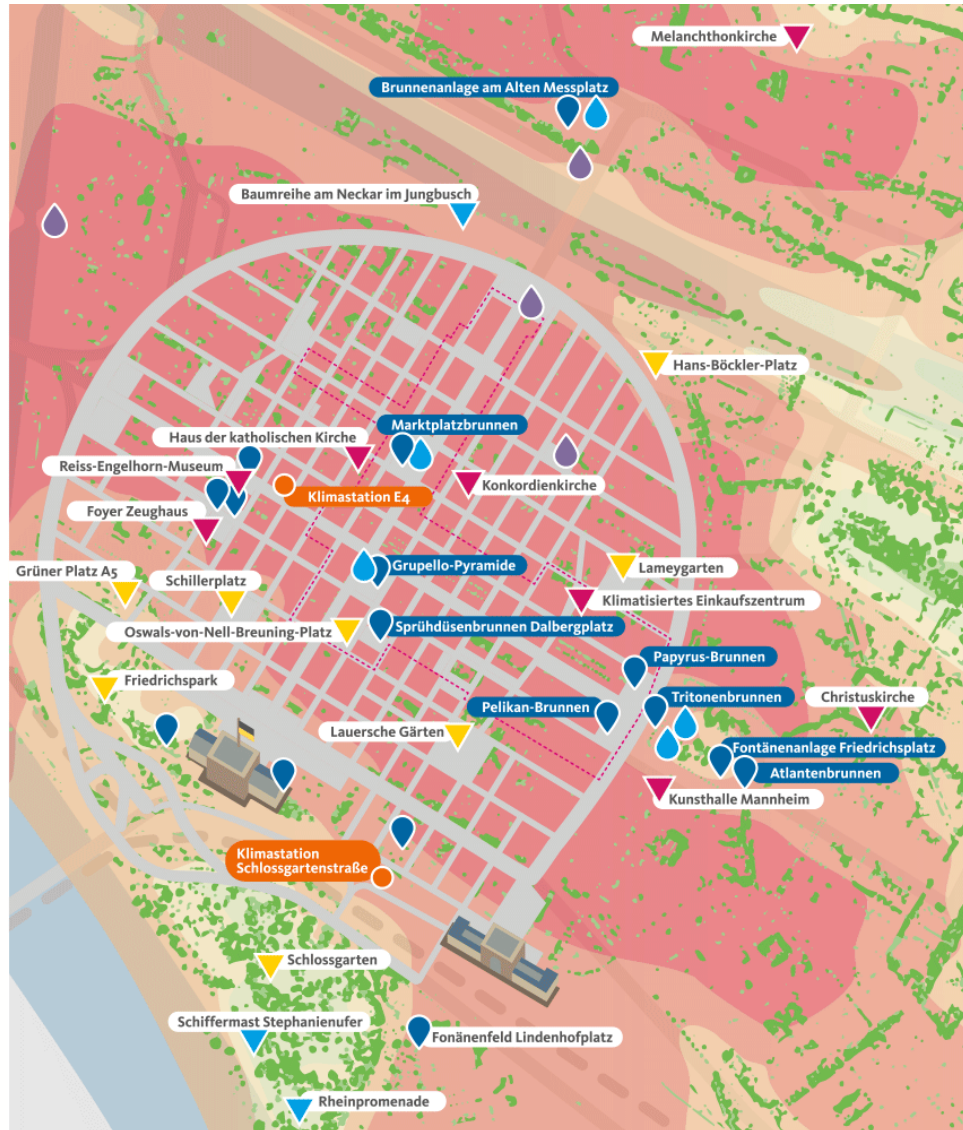 Melanchthonkirche
Brunnenanlage am Alten Messplatz
Baumreihe am Neckar im Jungbusch
Hans-Böckler-Platz
Marktplatzbrunnen
Haus der katholischen Kirche
Reiss-Engelhorn-Museum
Konkordienkirche
Klimastation E4
Foyer Zeughaus
Grupello-Pyramide
Lameygarten
Grüner Platz A5
Schillerplatz
Klimatisiertes Einkaufszentrum
Oswals-von-Nell-Breuning-Platz
Sprühdüsenbrunnen Dalbergplatz
Papyrus-Brunnen
Friedrichspark
Tritonenbrunnen
Christuskirche
Pelikan-Brunnen
Lauersche Gärten
Fontänenanlage Friedrichsplatz
Atlantenbrunnen
Kunsthalle Mannheim
Klimastation
Schlossgartenstraße
Schlossgarten
Schiffermast Stephanienufer
Fonänenfeld Lindenhofplatz
Rheinpromenade